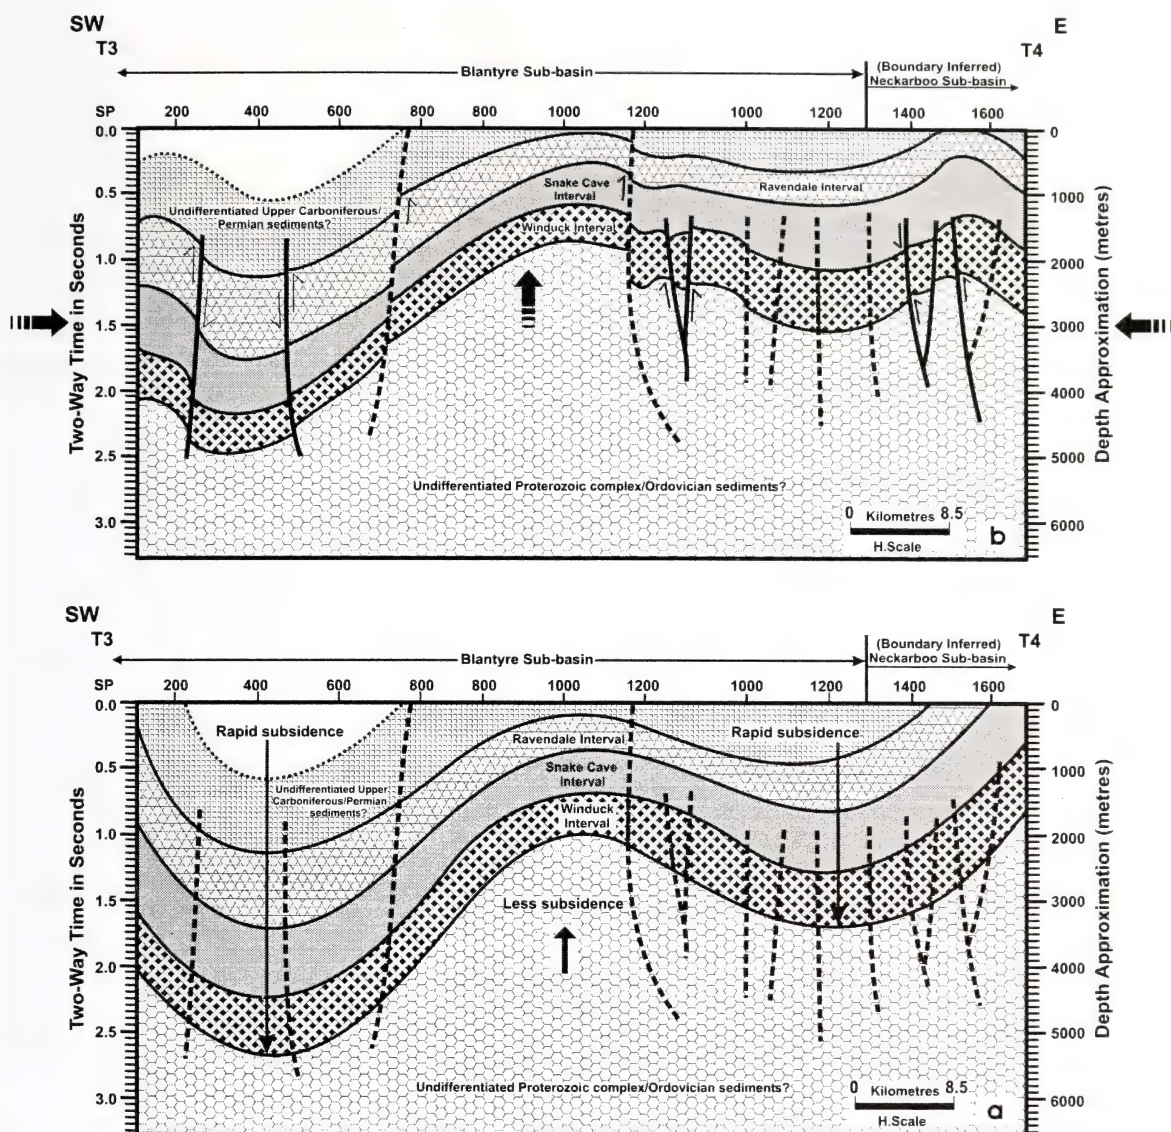 SW
E
T3
T4
(Boundary Inferred)
Blantyre Sub-basin
Neckarboo Sub-basin
SP
200 400 600 800 800 1000 1200 1000 1200 1400 1600
0.0
0.5
1.0
1.5
2.0
2.5
3.0
Two-Way Time in Seconds
0
1000
2000
3000
4000
5000
6000
Depth Approximation (metres)
Undifferentiated Upper Carboniferous/
Permian sediments?
Snake Cave
Interval
Winduck Interval
Ravendale Interval
Undifferentiated Proterozoic complex/Ordovician sediments?
0 Kilometres 8.5
H.Scale
b
SW
E
T3
T4
(Boundary Inferred)
Blantyre Sub-basin
Neckarboo Sub-basin
SP
200 400 600 800 800 1000 1200 1000 1200 1400 1600
0.0
0.5
1.0
1.5
2.0
2.5
3.0
Two-Way Time in Seconds
0
1000
2000
3000
4000
5000
6000
Depth Approximation (metres)
Rapid subsidence
Rapid subsidence
Ravendale Interval
Undifferentiated Upper
Carboniferous/Permian
sediments?
Snake Cave
Interval
Winduck
Interval
Less subsidence
Undifferentiated Proterozoic complex/Ordovician sediments?
0 Kilometres 8.5
H.Scale
a